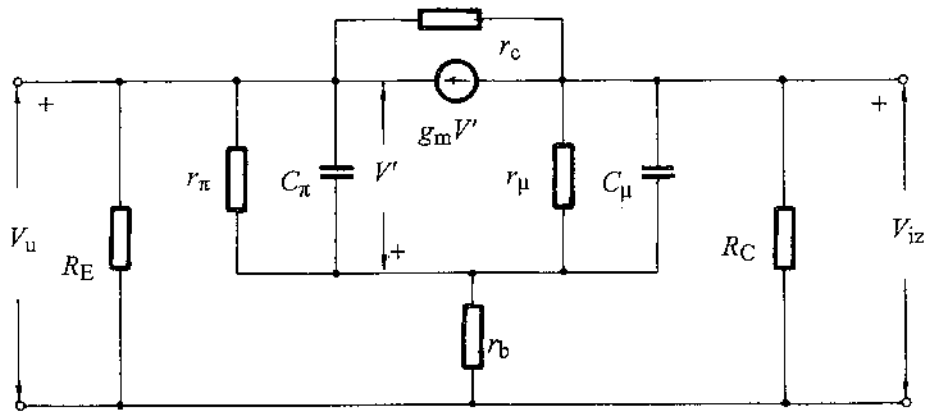 r_c
+
+
g_mV'
r_π
C_π
V'
r_μ
C_μ
V_u
R_E
+
R_C
V_iz
r_b
+
+